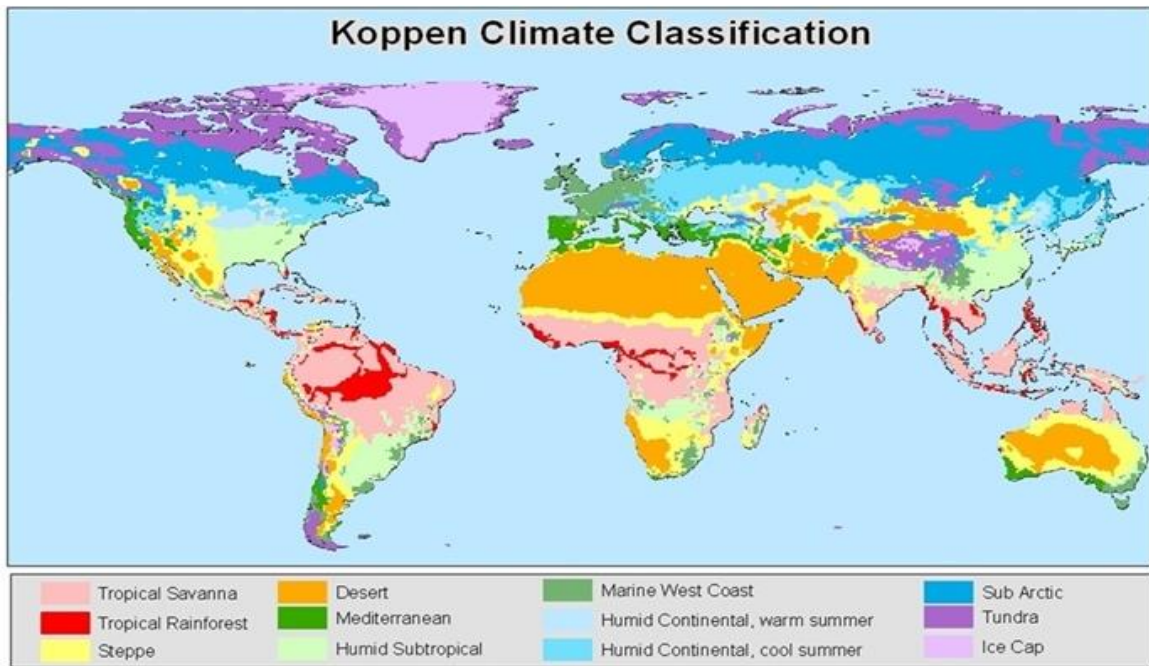 Koppen Climate Classification
Tropical Savanna
Tropical Rainforest
Steppe
Desert
Mediterranean
Humid Subtropical
Marine West Coast
Humid Continental, warm summer
Humid Continental, cool summer
Sub Arctic
Tundra
Ice Cap